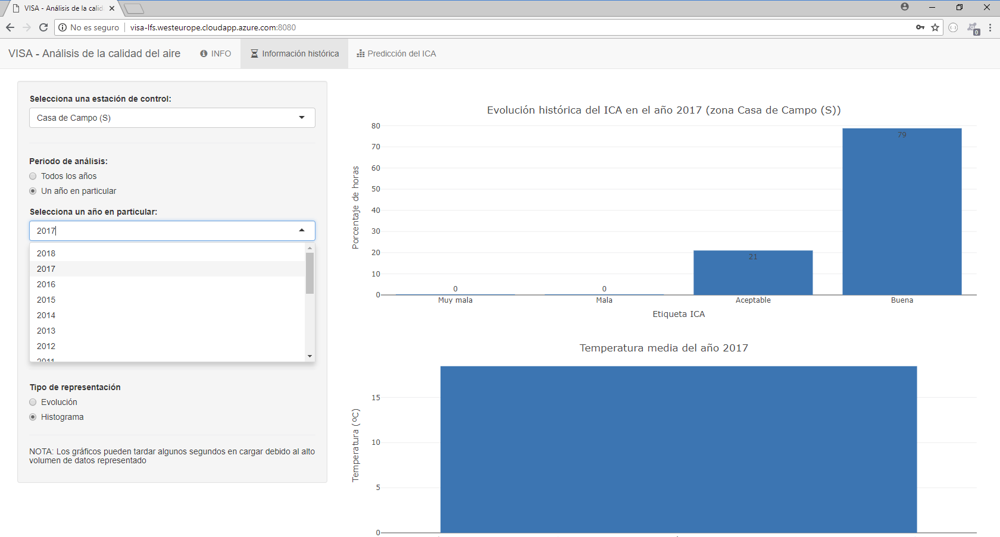 VISA - Análisis de la calid
No es seguro | visa-lfs.westeurope.cloudapp.azure.com:8080
0
VISA - Análisis de la calidad del aire
INFO
Información histórica
Predicción del ICA
Selecciona una estación de control:
Casa de Campo (S)
Periodo de análisis:
Todos los años
Un año en particular
Selecciona un año en particular:
2017
2018
2017
2016
2015
2014
2013
2012
2011
Tipo de representación
Evolución
Histograma
NOTA: Los gráficos pueden tardar algunos segundos en cargar debido al alto
volumen de datos representado
Evolución histórica del ICA en el año 2017 (zona Casa de Campo (S))
Porcentaje de horas
80
70
60
50
40
30
20
10
0
0
0
21
79
Muy mala
Mala
Aceptable
Buena
Etiqueta ICA
Temperatura media del año 2017
Temperatura (ºC)
15
10
5
0